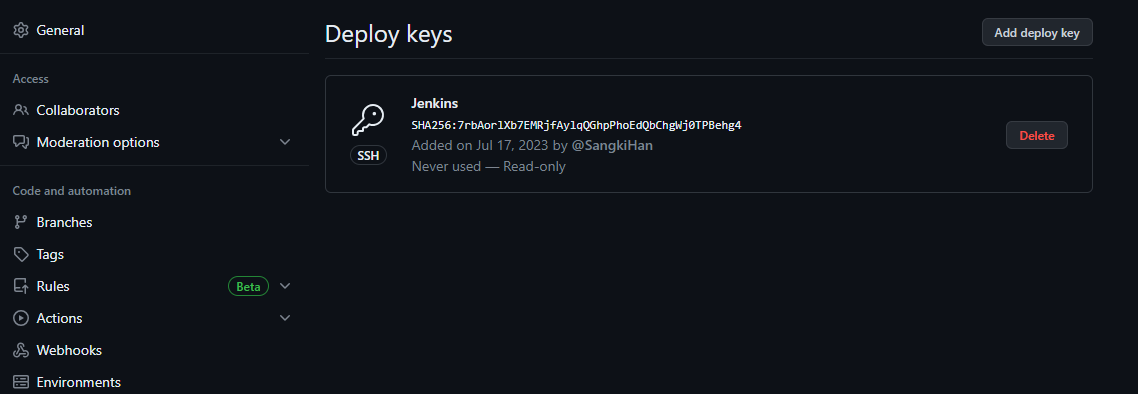 General
Access
Collaborators
Moderation options
Code and automation
Branches
Tags
Rules Beta
Actions
Webhooks
Environments
Deploy keys
Add deploy key
Jenkins
SHA256:7rbAorlXb7EMRjfAylqQGhpPhoEdQbChgWj0TPBehg4
Added on Jul 17, 2023 by @SangkiHan
Never used — Read-only
SSH
Delete